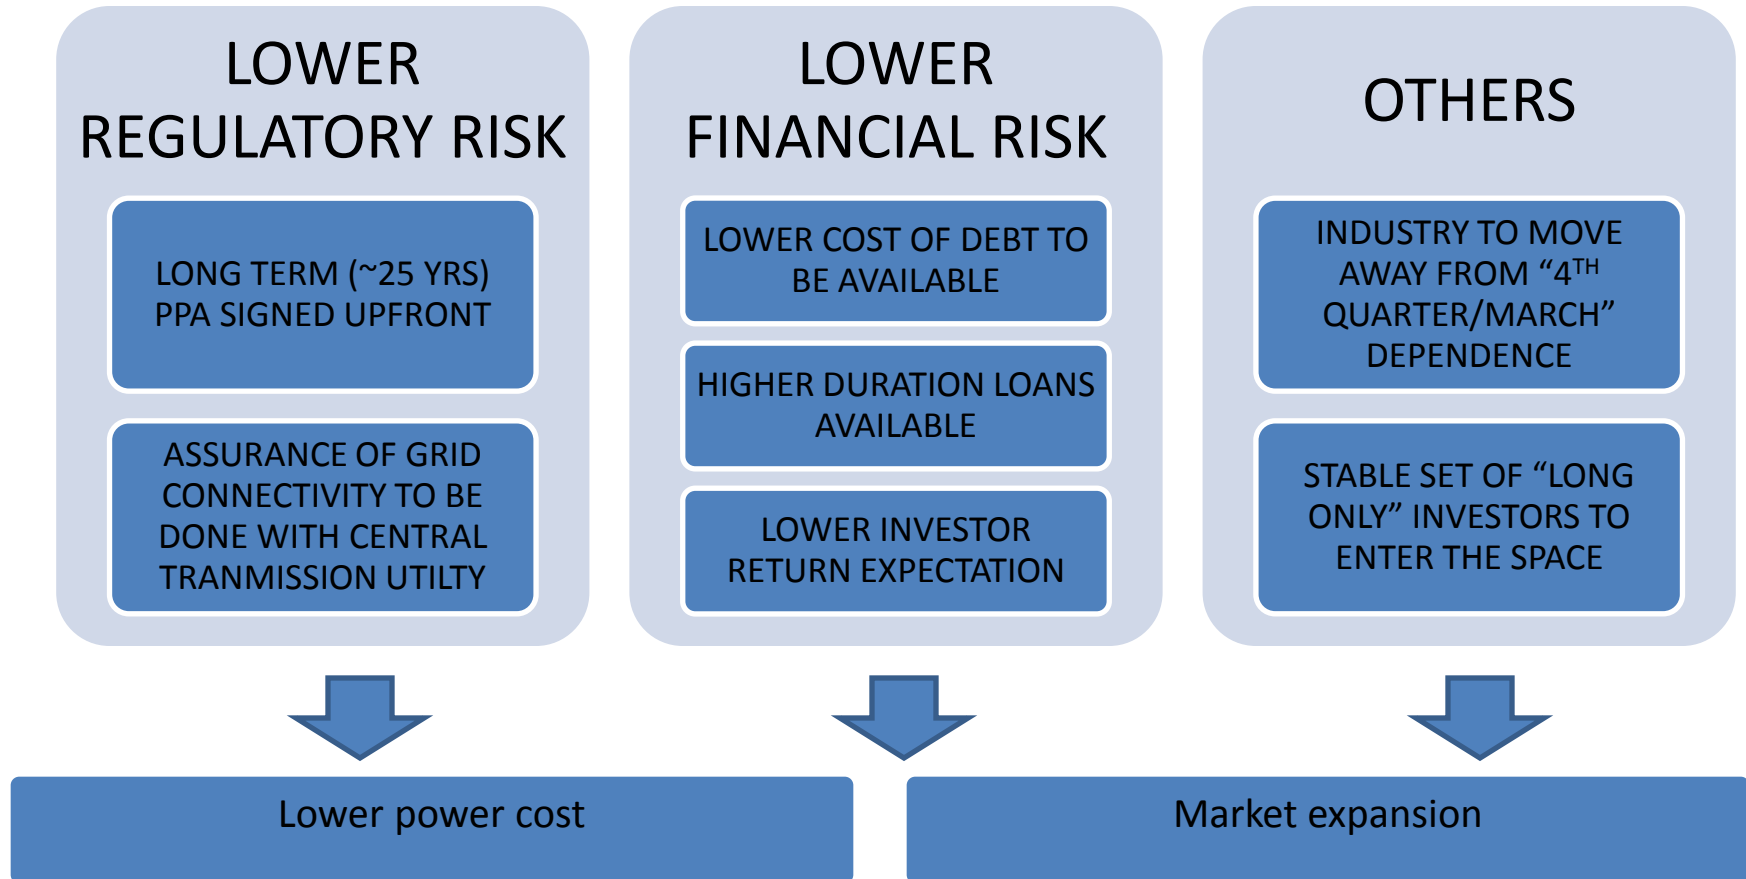 LOWER
REGULATORY RISK
LONG TERM (~25 YRS)
PPA SIGNED UPFRONT
ASSURANCE OF GRID
CONNECTIVITY TO BE
DONE WITH CENTRAL
TRANMISSION UTILTY
LOWER
FINANCIAL RISK
LOWER COST OF DEBT TO
BE AVAILABLE
HIGHER DURATION LOANS
AVAILABLE
LOWER INVESTOR
RETURN EXPECTATION
OTHERS
INDUSTRY TO MOVE
AWAY FROM “4TH
QUARTER/MARCH”
DEPENDENCE
STABLE SET OF “LONG
ONLY” INVESTORS TO
ENTER THE SPACE
Lower power cost
Market expansion